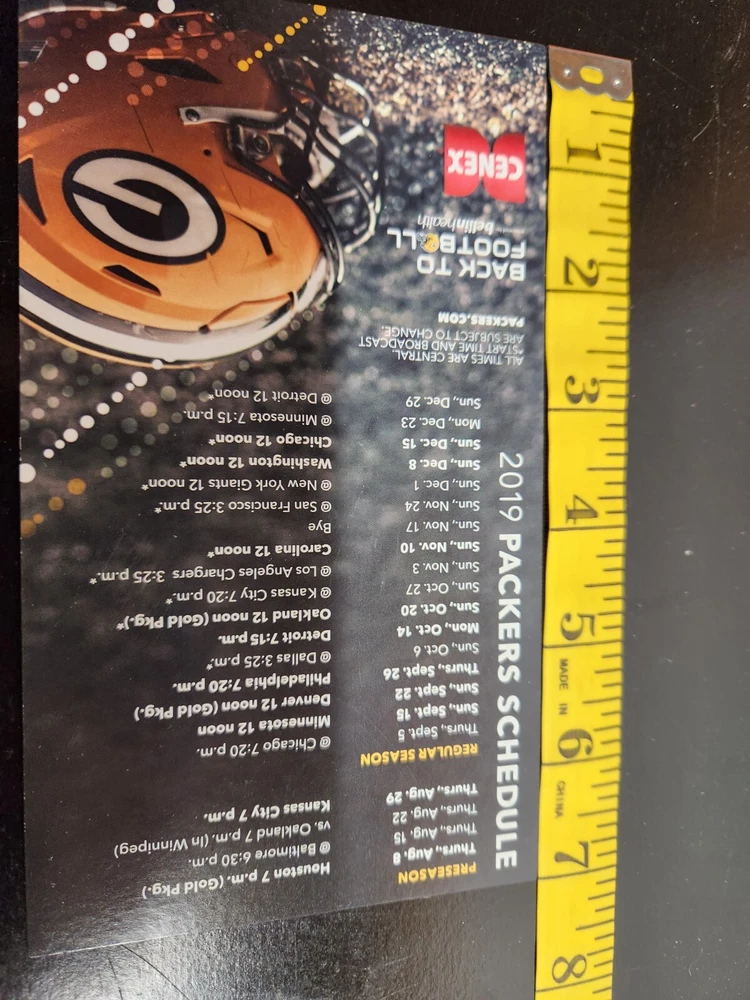 2019 PACKERS SCHEDULE
PRESEASON
Thurs., Aug. 8 Houston 7 p.m. (Gold Pkg.)
Thurs., Aug. 15 @ Baltimore 6:30 p.m.
Thurs., Aug. 22 vs. Oakland 7 p.m. (In Winnipeg)
Thurs., Aug. 29 Kansas City 7 p.m.
REGULAR SEASON
Thurs., Sept. 5 @ Chicago 7:20 p.m.
Sun., Sept. 15 Minnesota 12 noon
Sun., Sept. 22 Denver 12 noon (Gold Pkg.)
Thurs., Sept. 26 Philadelphia 7:20 p.m.
Sun., Oct. 6 @ Dallas 3:25 p.m.*
Mon., Oct. 14 Detroit 7:15 p.m.
Sun., Oct. 20 Oakland 12 noon (Gold Pkg.)*
Sun., Oct. 27 @ Kansas City 7:20 p.m.*
Sun., Nov. 3 @ Los Angeles Chargers 3:25 p.m.*
Sun., Nov. 10 Carolina 12 noon*
Sun., Nov. 17 Bye
Sun., Nov. 24 @ San Francisco 3:25 p.m.*
Sun., Dec. 1 @ New York Giants 12 noon*
Sun., Dec. 8 Washington 12 noon*
Sun., Dec. 15 Chicago 12 noon*
Mon., Dec. 23 @ Minnesota 7:15 p.m.
Sun., Dec. 29 @ Detroit 12 noon*
ALL TIMES ARE CENTRAL.
*START TIME AND BROADCAST
ARE SUBJECT TO CHANGE.
PACKERS.COM
BACK TO
FOOTBALL
bellinhealth
CENEX
G
1
2
3
4
5
MADE IN
6
CHINA
7
8